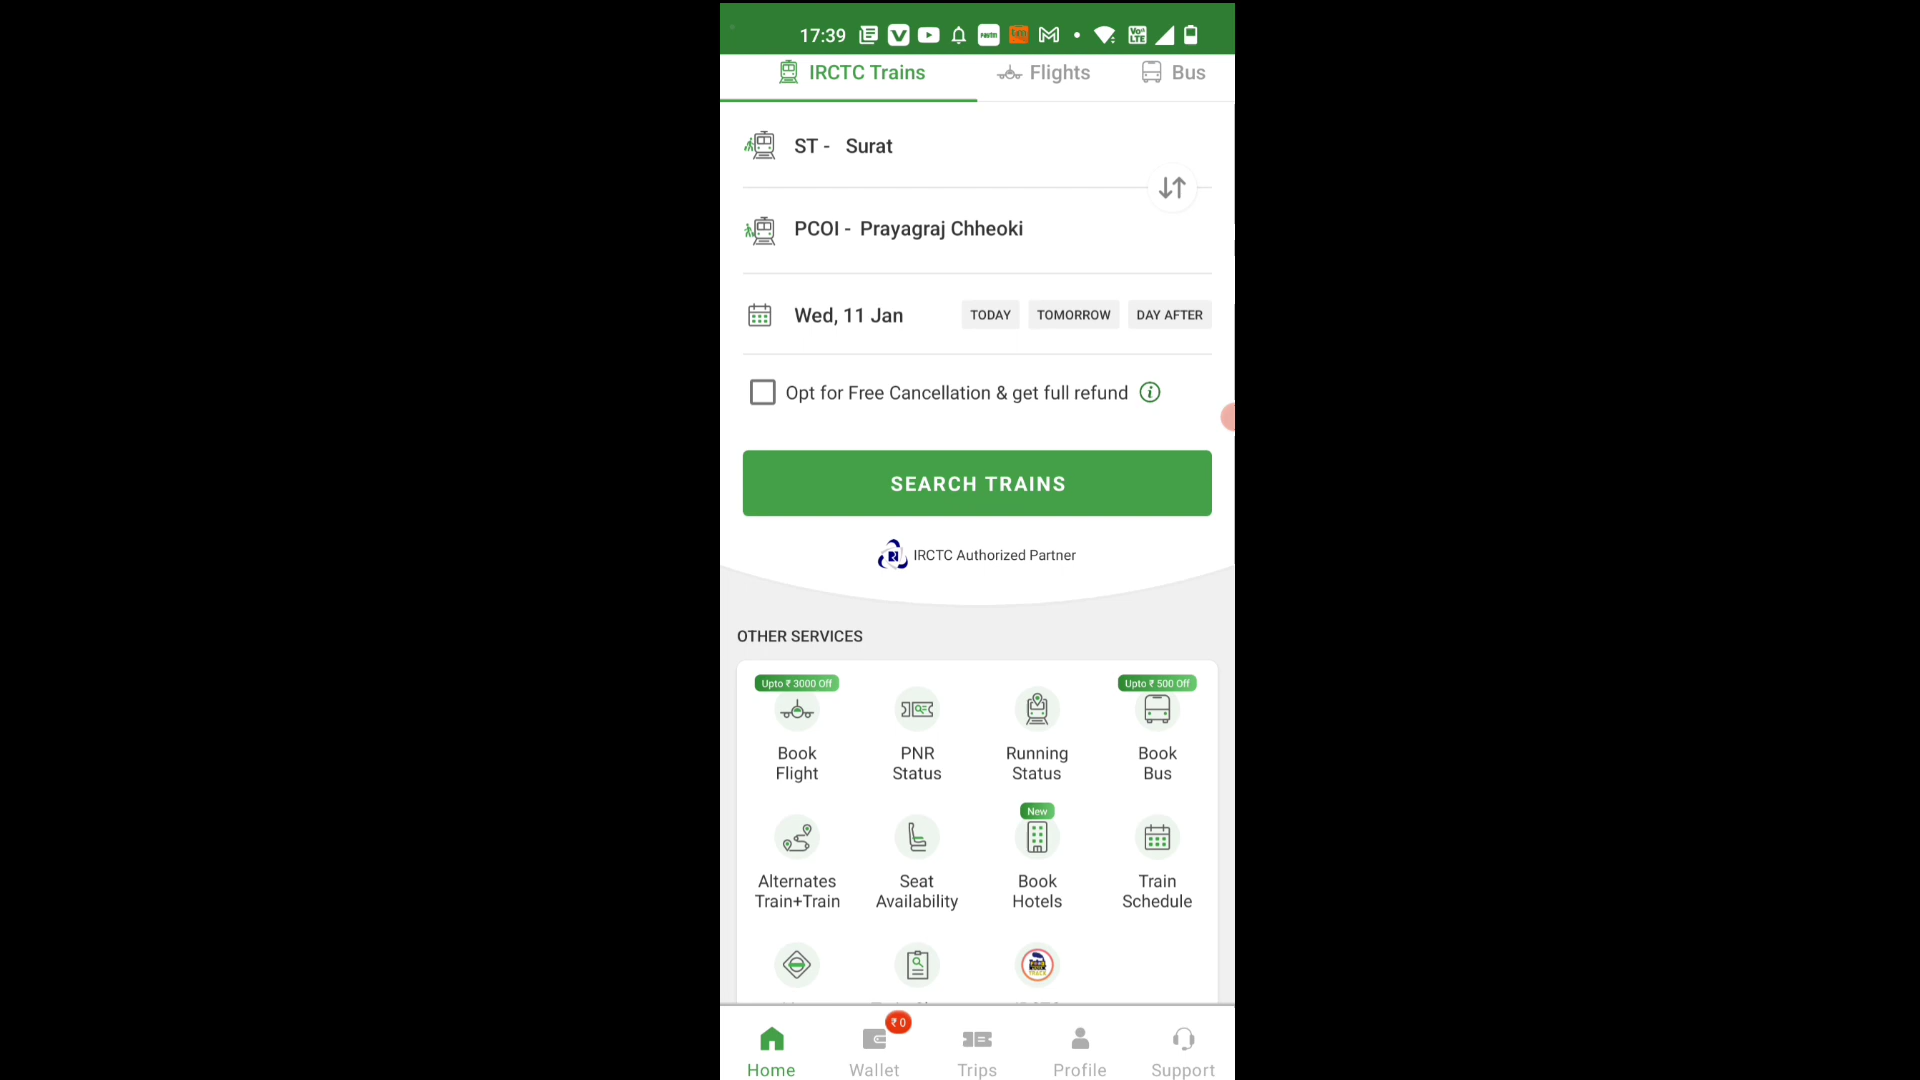 17:39
IRCTC Trains Flights Bus
ST - Surat
PCOI - Prayagraj Chheoki
Wed, 11 Jan TODAY TOMORROW DAY AFTER
Opt for Free Cancellation & get full refund
SEARCH TRAINS
IRCTC Authorized Partner
OTHER SERVICES
Upto ₹ 3000 Off Upto ₹ 500 Off
Book PNR Running Book
Flight Status Status Bus
New
Alternates Seat Book Train
Train+Train Availability Hotels Schedule
₹ 0
Home Wallet Trips Profile Support